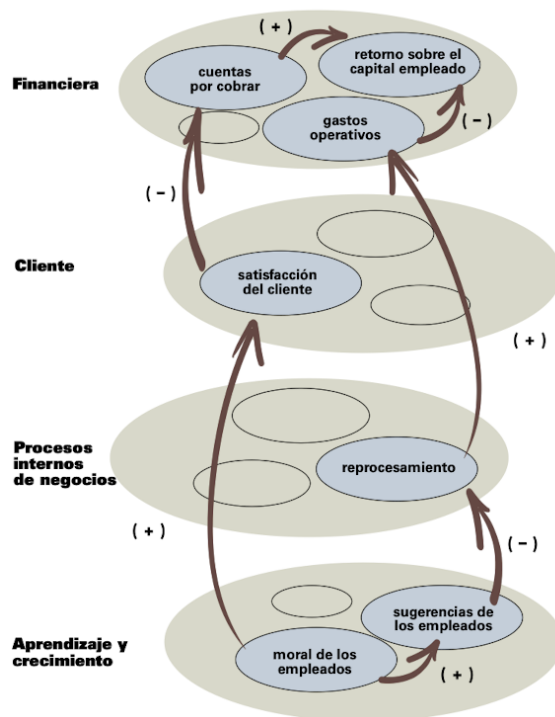 ( + )
retorno sobre el
capital empleado
cuentas
por cobrar
Financiera
gastos
operativos
( - )
( - )
Cliente
satisfacción
del cliente
( + )
Procesos
internos
de negocios
reprocesamiento
( + )
( - )
sugerencias de
los empleados
Aprendizaje y
crecimiento
moral de los
empleados
( + )